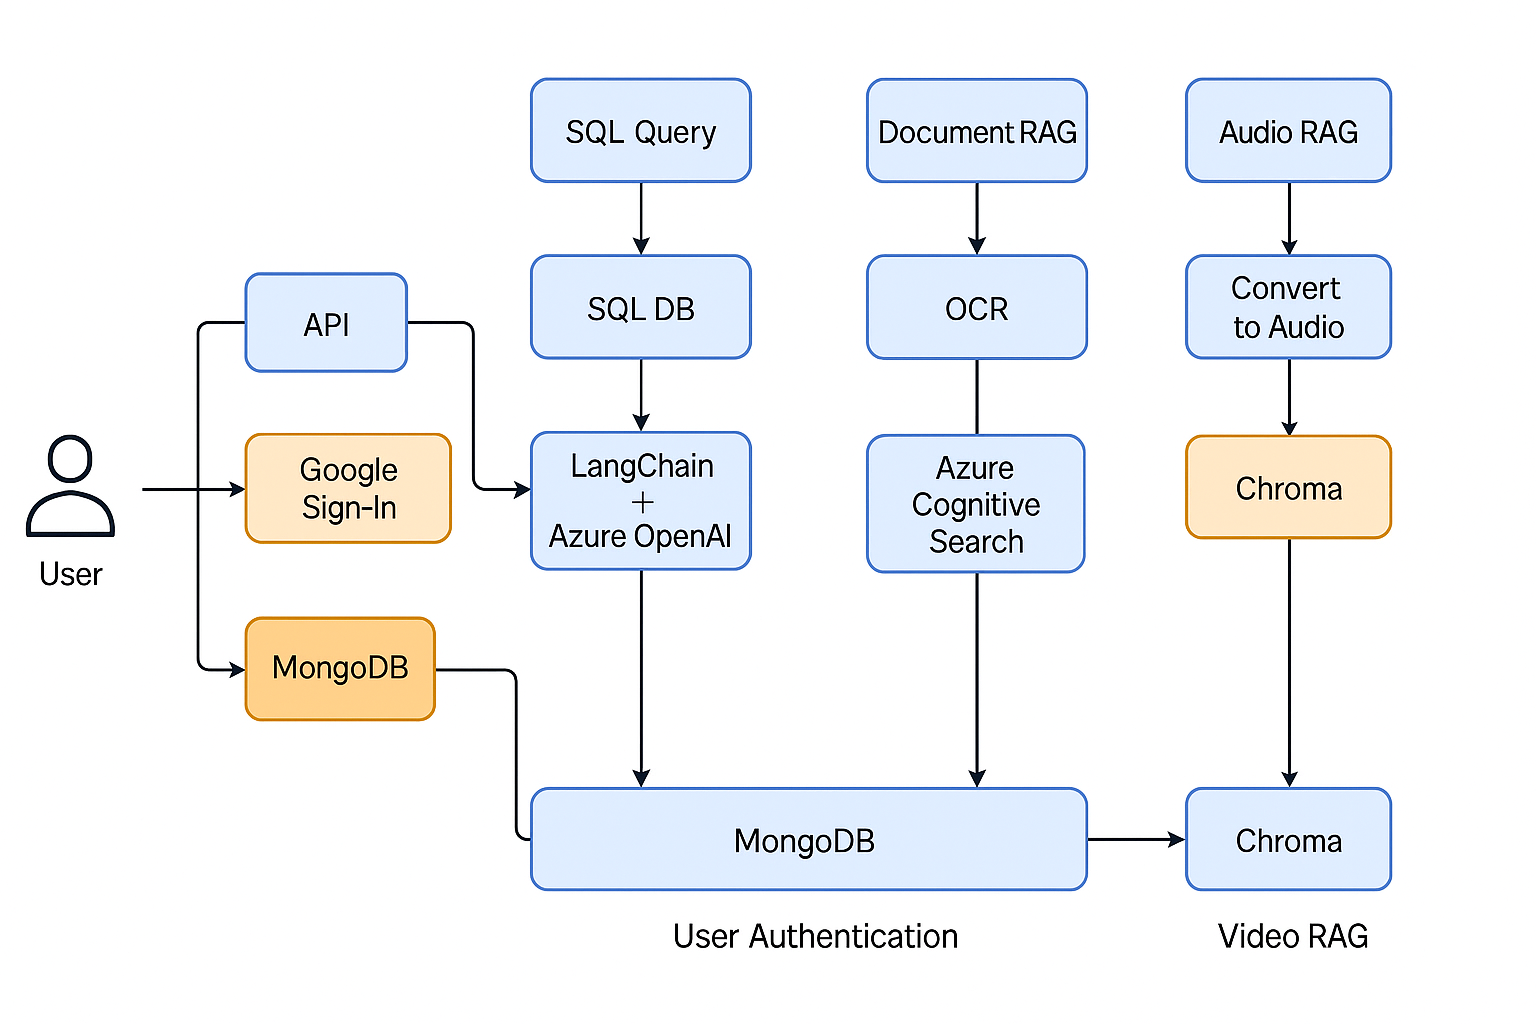 SQL Query
Document RAG
Audio RAG
API
SQL DB
OCR
Convert
to Audio
User
Google
Sign-In
LangChain
+
Azure OpenAI
Azure
Cognitive
Search
Chroma
MongoDB
MongoDB
Chroma
User Authentication
Video RAG